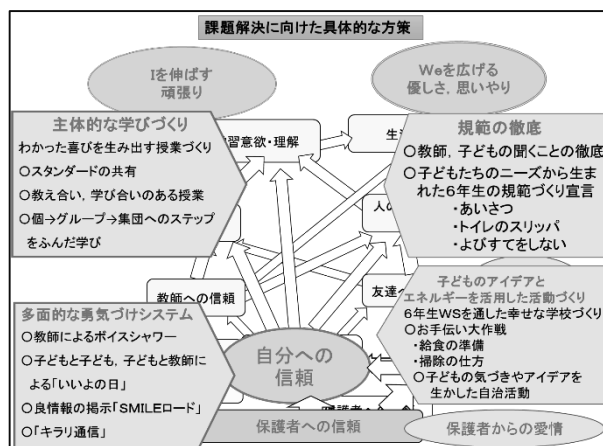 課題解決に向けた具体的な方策
Iを伸ばす
頑張り
Weを広げる
優しさ，思いやり
主体的な学びづくり
わかった喜びを生み出す授業づくり
○スタンダードの共有
○教え合い，学び合いのある授業
○個→グループ→集団へのステップ
をふんだ学び
習意欲・理解
生
規範の徹底
○教師，子どもの聞くことの徹底
○子どもたちのニーズから生ま
れた6年生の規範づくり宣言
・あいさつ
・トイレのスリッパ
・よびすてをしない
人の
教師への信頼
友達へ
多面的な勇気づけシステム
○教師によるボイスシャワー
○子どもと子ども，子どもと教師に
よる「いいよの日」
○良情報の掲示「SMILEロード」
○「キラリ通信」
自分への
信頼
子どものアイデアと
エネルギーを活用した活動づくり
6年生WSを通した幸せな学校づくり
○お手伝い大作戦
・給食の準備
・掃除の仕方
○子どもの気づきやアイデアを
生かした自治活動
保護者への信頼
保護者からの愛情